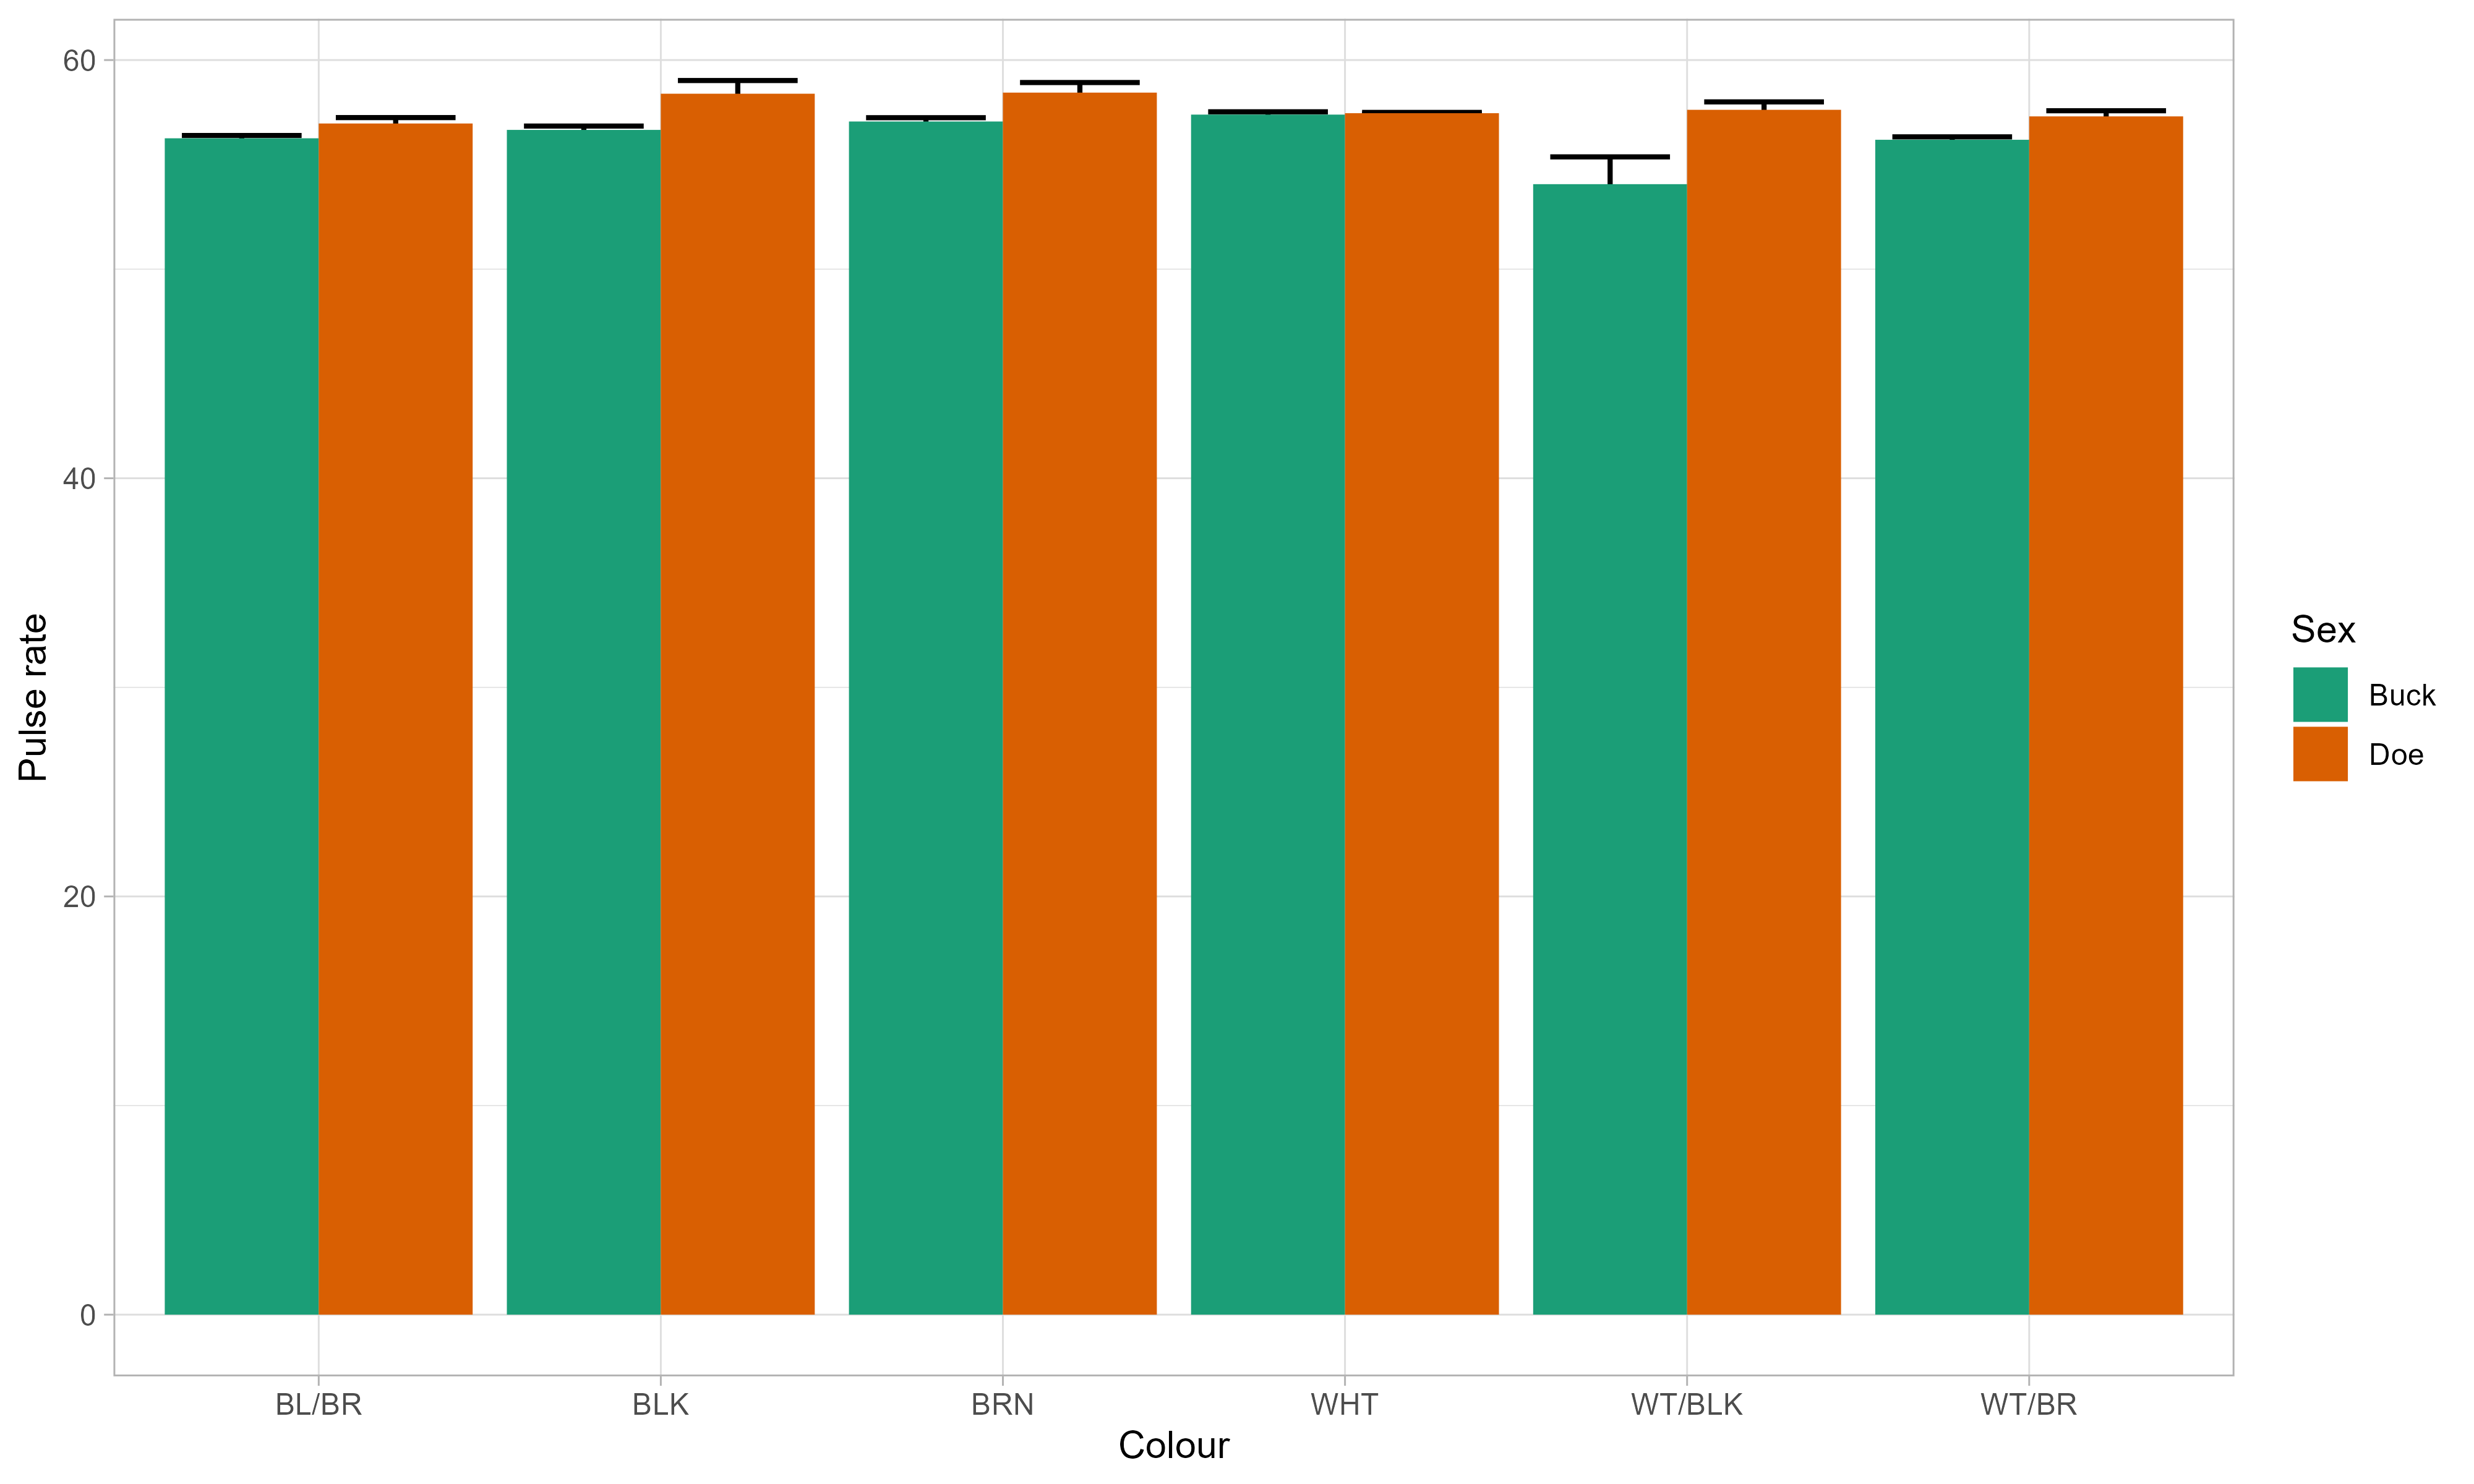 60
40
20
0
Pulse rate
BL/BR
BLK
BRN
WHT
WT/BLK
WT/BR
Colour
Sex
Buck
Doe